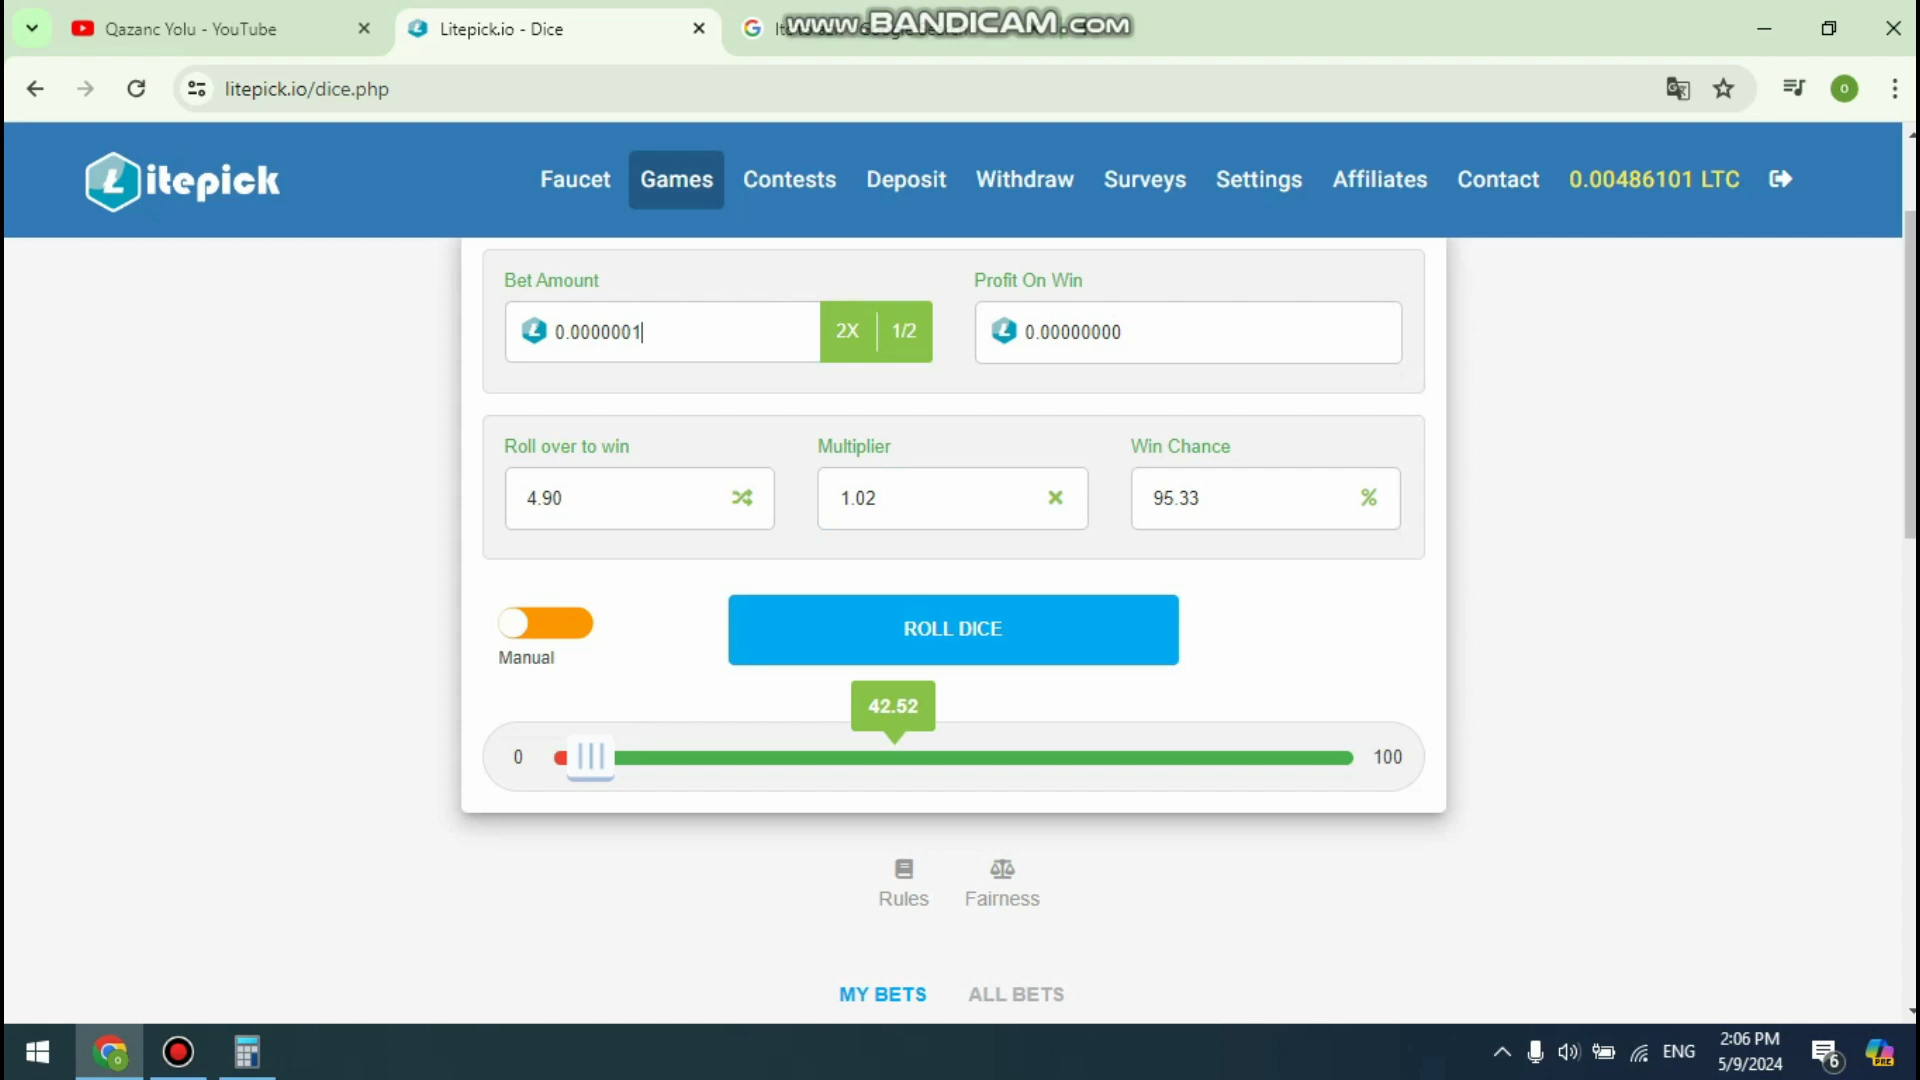 Qazanc Yolu - YouTube
Litepick.io - Dice
www.BANDICAM.com
litepick.io/dice.php
Litepick
Faucet
Games
Contests
Deposit
Withdraw
Surveys
Settings
Affiliates
Contact
0.00486101 LTC
Bet Amount
Profit On Win
0.0000001
2X
1/2
0.00000000
Roll over to win
Multiplier
Win Chance
4.90
1.02
95.33
%
Manual
ROLL DICE
42.52
0
100
Rules
Fairness
MY BETS
ALL BETS
ENG
2:06 PM
5/9/2024
6
PRE